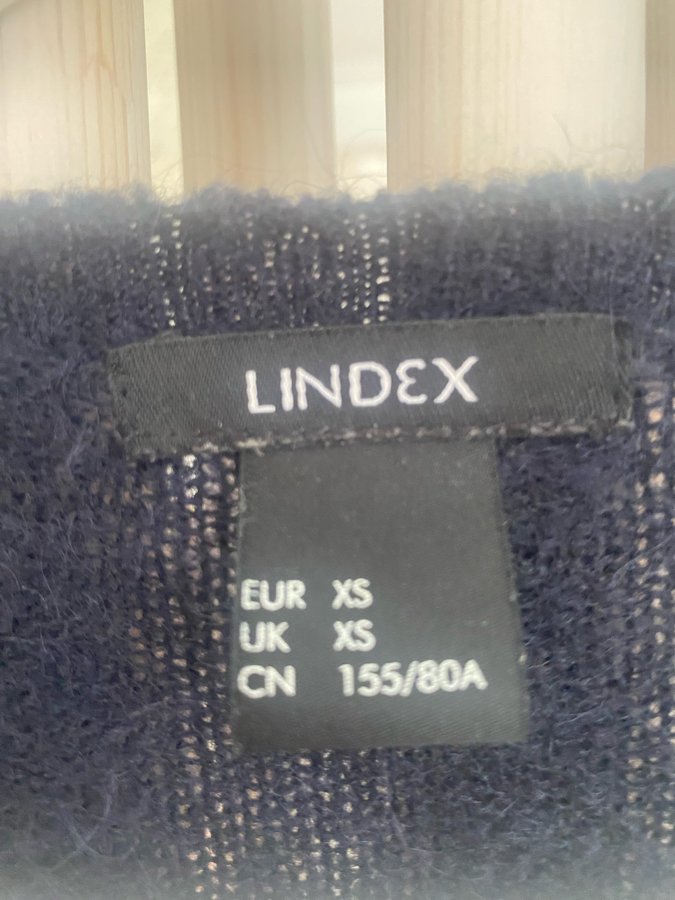 LINDEX
EUR XS
UK XS
CN 155/80A